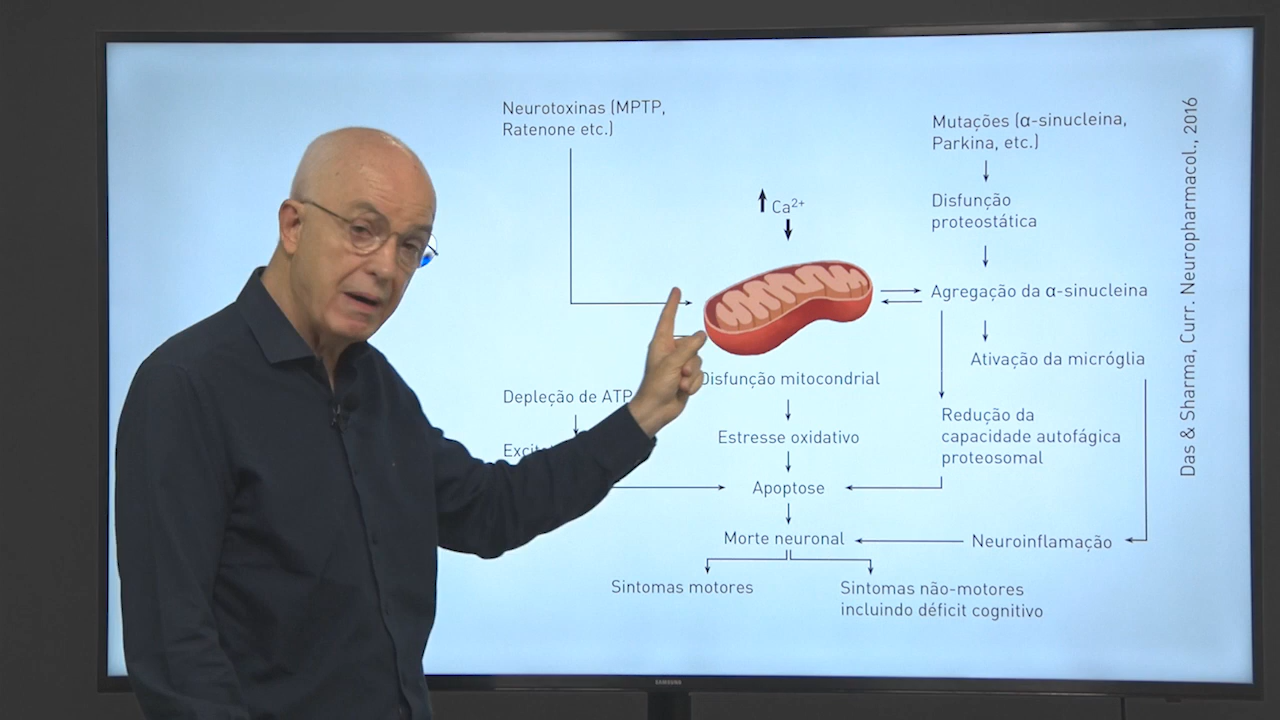 Neurotoxinas (MPTP,
Ratenone etc.)
Mutações (α-sinucleina,
Parkina, etc.)
Disfunção
proteostática
Ca²⁺
Agregação da α-sinucleina
Ativação da micróglia
Disfunção mitocondrial
Depleção de ATP
Redução da
capacidade autofágica
proteosomal
Estresse oxidativo
Apoptose
Morte neuronal
Neuroinflamação
Sintomas motores
Sintomas não-motores
incluindo déficit cognitivo
Das & Sharma, Curr. Neuropharmacol., 2016
SAMSUNG